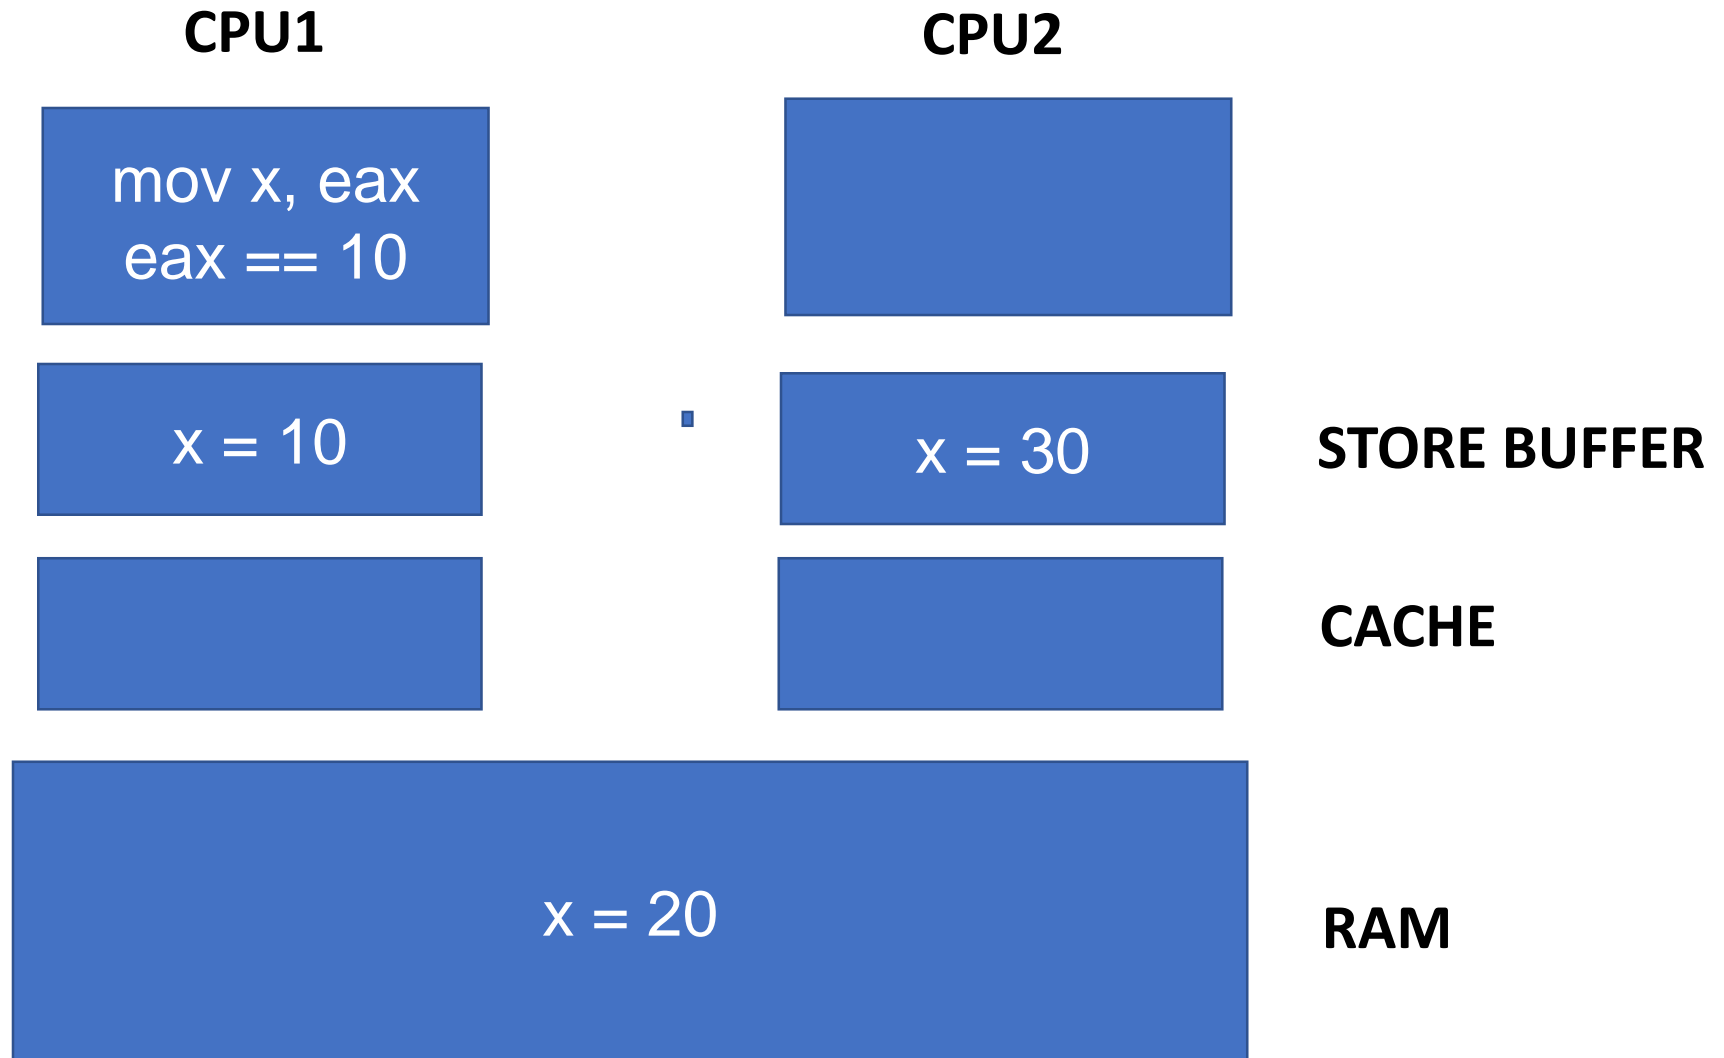 CPU1
CPU2
mov x, eax
eax == 10
x = 10
x = 30
STORE BUFFER
CACHE
x = 20
RAM